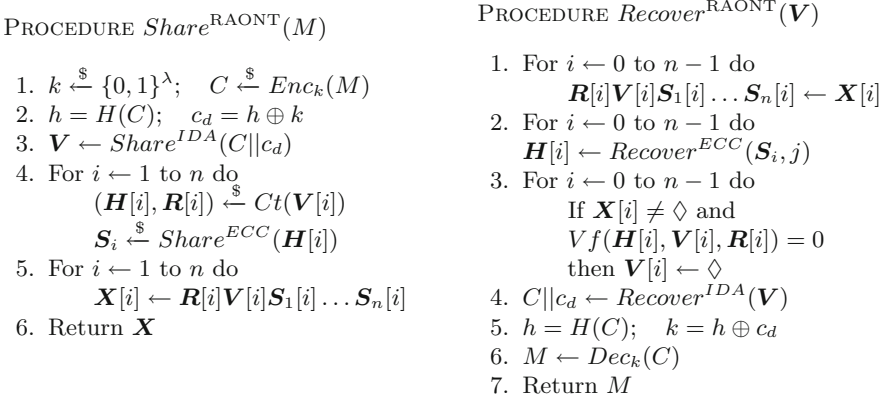 PROCEDURE Share^RAONT(M)
1. k ←$ {0, 1}^λ; C ←$ Enc_k(M)
2. h = H(C); c_d = h ⊕ k
3. V ← Share^IDA(C||c_d)
4. For i ← 1 to n do
(H[i], R[i]) ←$ Ct(V[i])
S_i ←$ Share^ECC(H[i])
5. For i ← 1 to n do
X[i] ← R[i]V[i]S_1[i] ... S_n[i]
6. Return X
PROCEDURE Recover^RAONT(V)
1. For i ← 0 to n − 1 do
R[i]V[i]S_1[i] ... S_n[i] ← X[i]
2. For i ← 0 to n − 1 do
H[i] ← Recover^ECC(S_i, j)
3. For i ← 0 to n − 1 do
If X[i] ≠ ◊ and
Vf(H[i], V[i], R[i]) = 0
then V[i] ← ◊
4. C||c_d ← Recover^IDA(V)
5. h = H(C); k = h ⊕ c_d
6. M ← Dec_k(C)
7. Return M